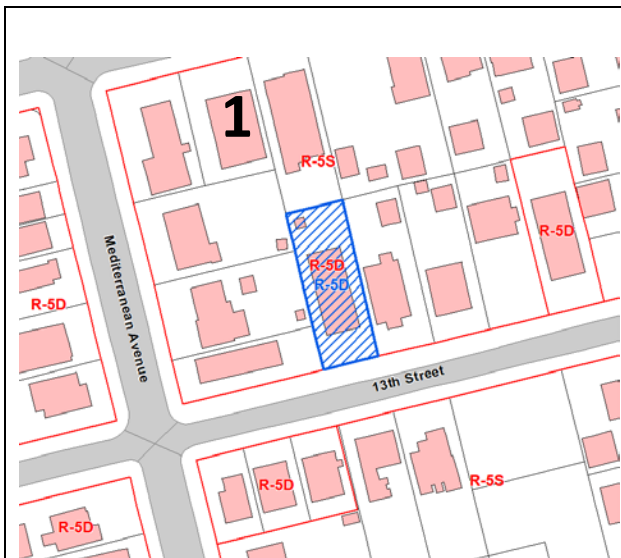 1
R-5S
R-5D
R-5D
R-5D
R-5D
Mediterranean Avenue
13th Street
R-5D
R-5S
R-5D